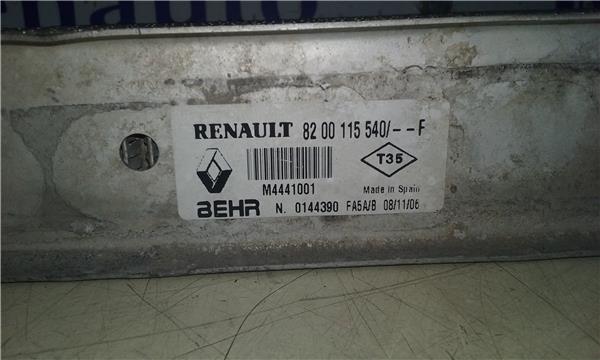 RENAULT 82 00 115 540/--F
T35
M4441001
Made in Spain
BEHR N. 0144390 FA5A/B 08/11/06